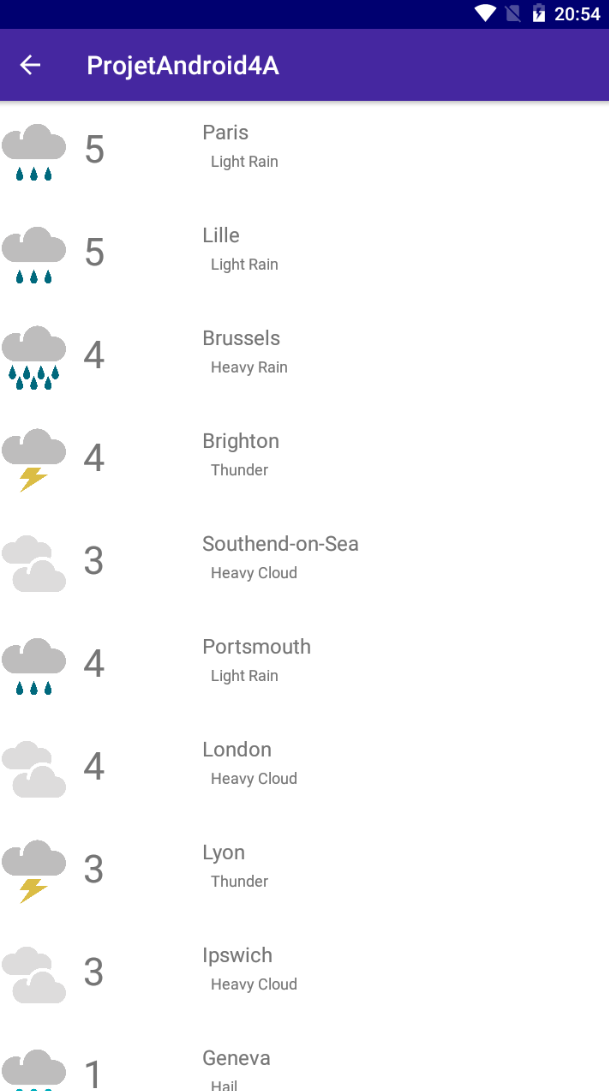 20:54
ProjetAndroid4A
5 Paris
Light Rain
5 Lille
Light Rain
4 Brussels
Heavy Rain
4 Brighton
Thunder
3 Southend-on-Sea
Heavy Cloud
4 Portsmouth
Light Rain
4 London
Heavy Cloud
3 Lyon
Thunder
3 Ipswich
Heavy Cloud
1 Geneva
Hail